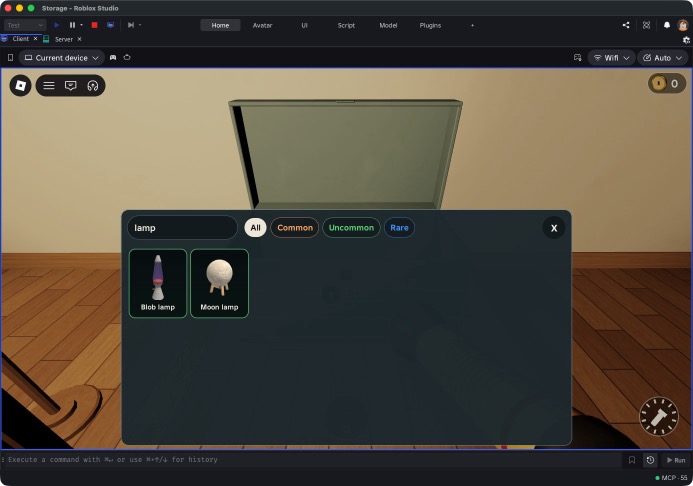 Storage - Roblox Studio
Test
Home Avatar UI Script Model Plugins +
Client × Server ×
Current device Wifi Auto
0
lamp All Common Uncommon Rare X
Blob lamp Moon lamp
Execute a command with ⌘↩ or use ⌘+↑/↓ for history Run
MCP · 55